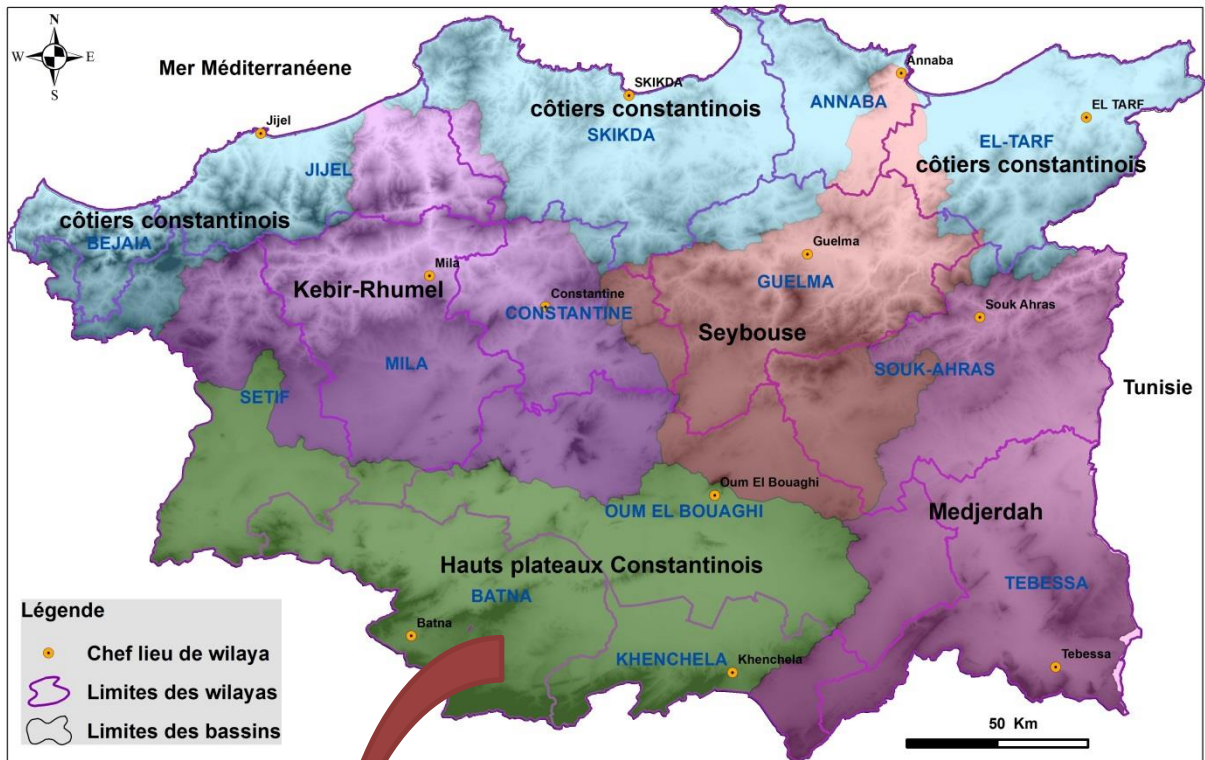 N
W E
S
Mer Méditerranéene
Annaba
SKIKDA
côtiers constantinois
ANNABA
EL TARF
Jijel
SKIKDA
EL-TARF
côtiers constantinois
JIJEL
côtiers constantinois
BEJAIA
Guelma
Mila
GUELMA
Kebir-Rhumel
Constantine
CONSTANTINE
Souk Ahras
Seybouse
MILA
SOUK-AHRAS
Tunisie
SETIF
Oum El Bouaghi
OUM EL BOUAGHI
Medjerdah
Hauts plateaux Constantinois
BATNA
TEBESSA
Légende
Chef lieu de wilaya
Limites des wilayas
Limites des bassins
Batna
KHENCHELA
Khenchela
Tebessa
50 Km